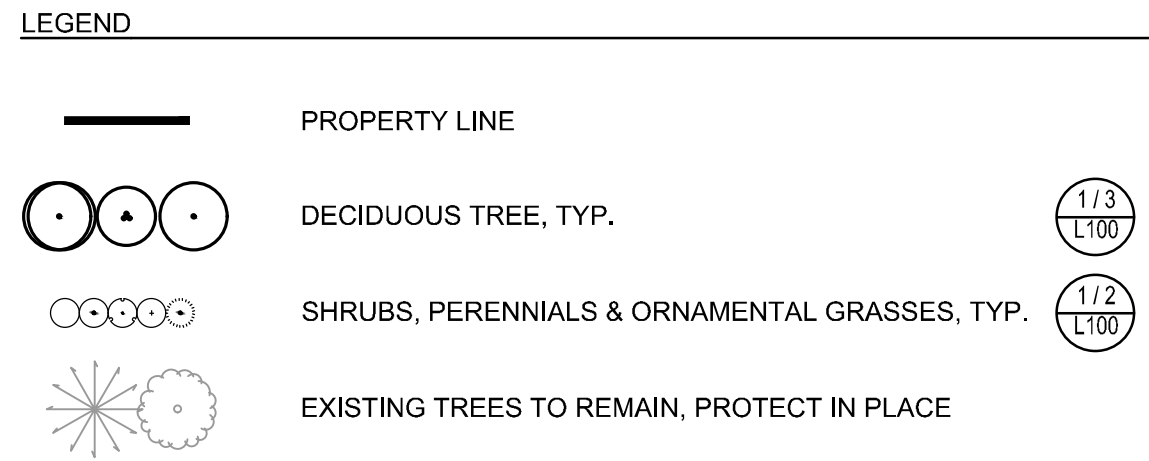 LEGEND
PROPERTY LINE
DECIDUOUS TREE, TYP.
1 / 3
L100
SHRUBS, PERENNIALS & ORNAMENTAL GRASSES, TYP.
1 / 2
L100
EXISTING TREES TO REMAIN, PROTECT IN PLACE